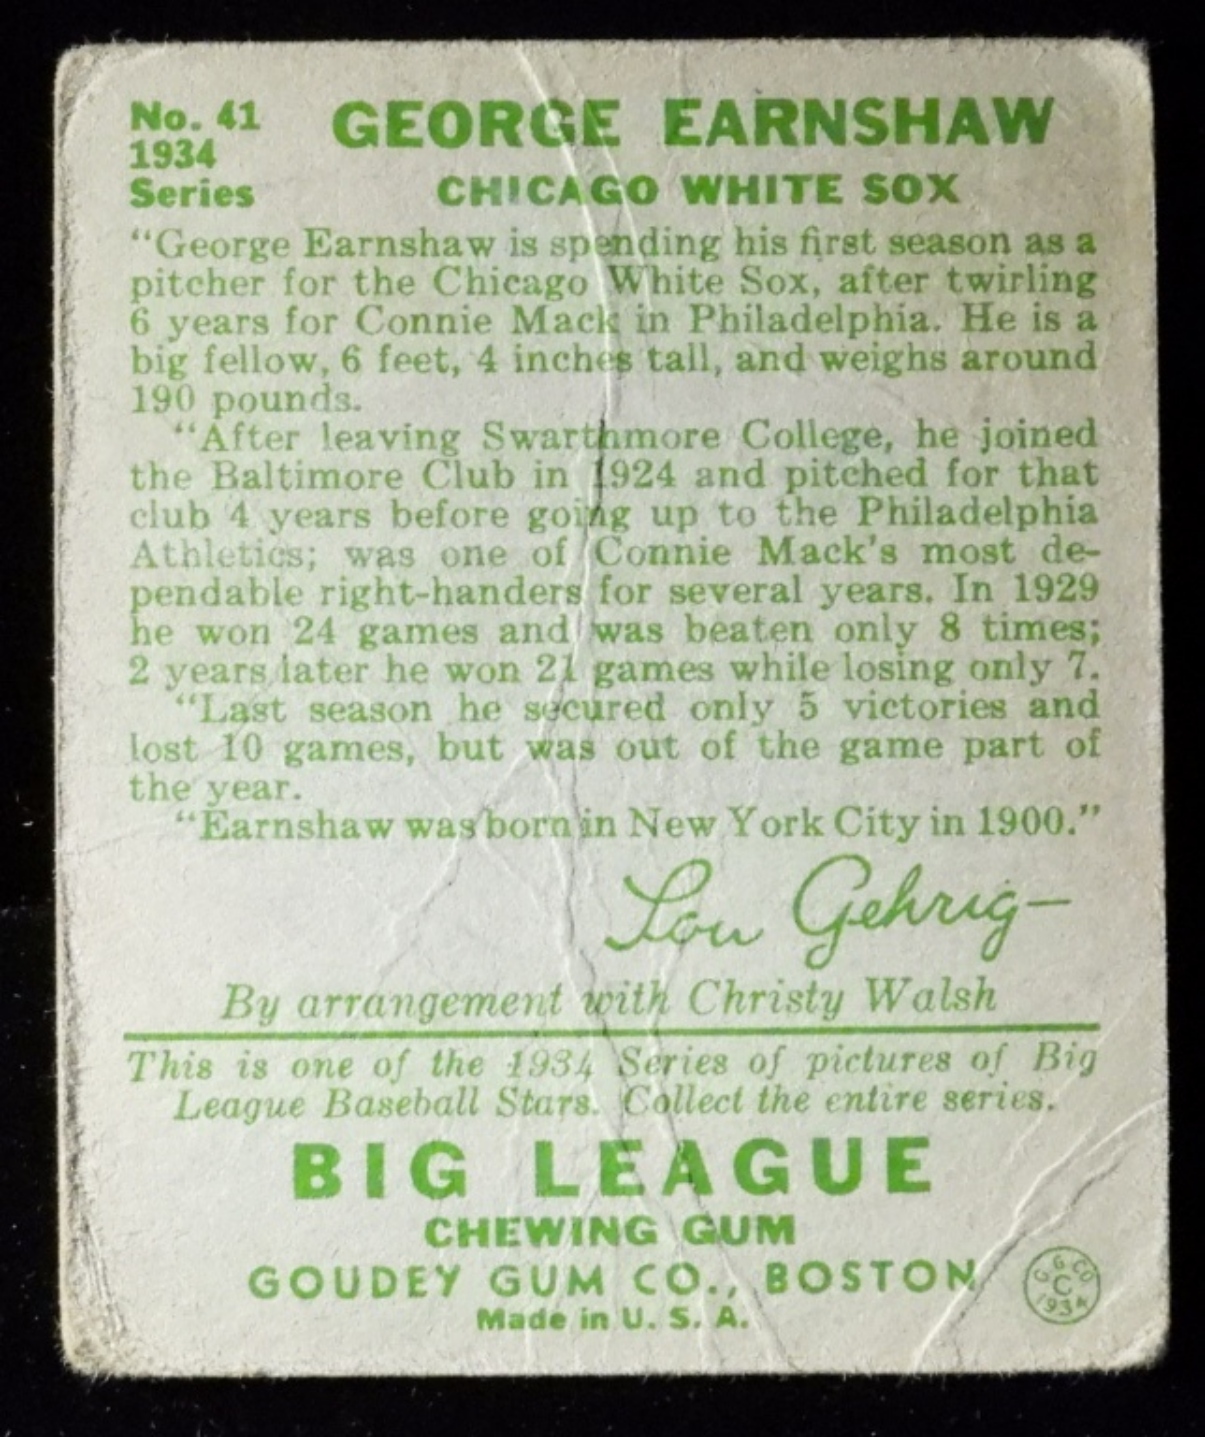 No. 41
1934
Series
GEORGE EARNSHAW
CHICAGO WHITE SOX
“George Earnshaw is spending his first season as a
pitcher for the Chicago White Sox, after twirling
6 years for Connie Mack in Philadelphia. He is a
big fellow, 6 feet, 4 inches tall, and weighs around
190 pounds.
“After leaving Swarthmore College, he joined
the Baltimore Club in 1924 and pitched for that
club 4 years before going up to the Philadelphia
Athletics; was one of Connie Mack's most de-
pendable right-handers for several years. In 1929
he won 24 games and was beaten only 8 times;
2 years later he won 21 games while losing only 7.
“Last season he secured only 5 victories and
lost 10 games, but was out of the game part of
the year.
“Earnshaw was born in New York City in 1900.”
Lou Gehrig—
By arrangement with Christy Walsh
This is one of the 1934 Series of pictures of Big
League Baseball Stars. Collect the entire series.
BIG LEAGUE
CHEWING GUM
GOUDEY GUM CO., BOSTON
Made in U. S. A.
G. G. CO
C
1934